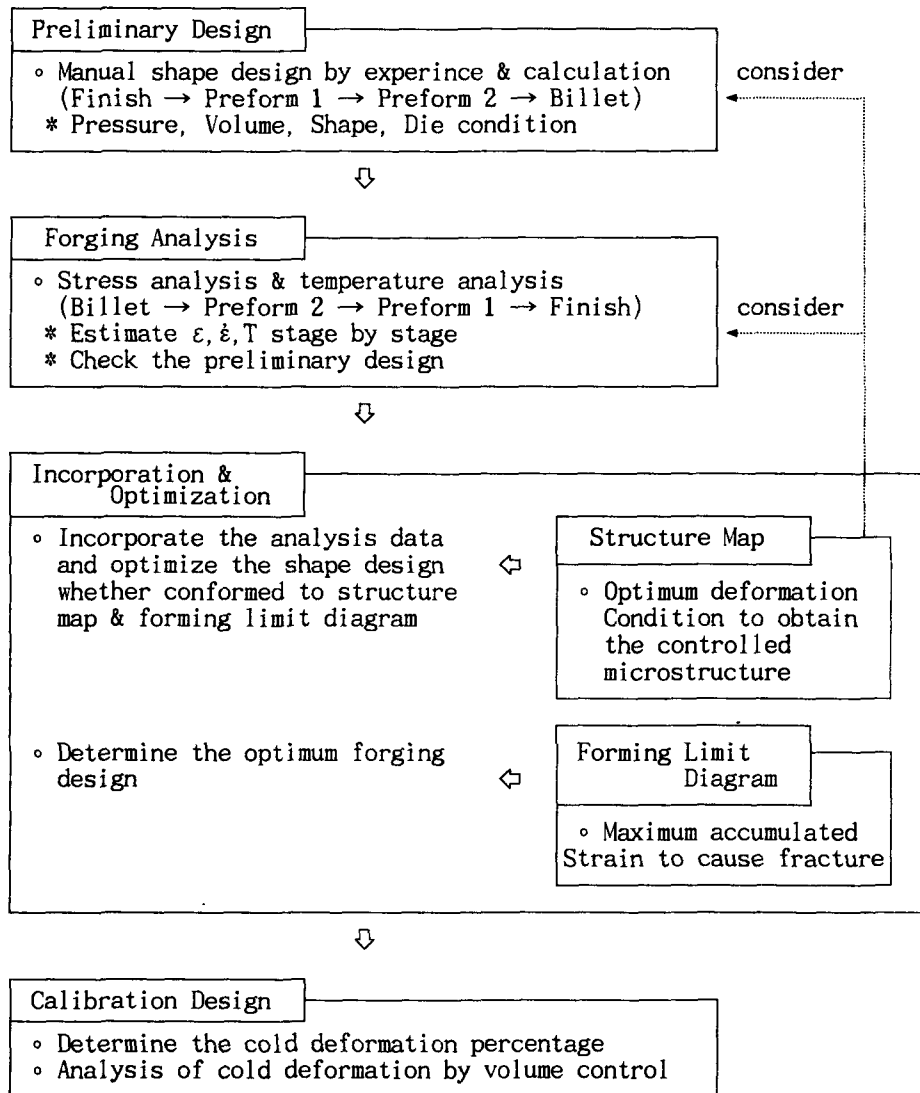 Preliminary Design
∘ Manual shape design by experince & calculation
(Finish → Preform 1 → Preform 2 → Billet)
* Pressure, Volume, Shape, Die condition
consider
Forging Analysis
∘ Stress analysis & temperature analysis
(Billet → Preform 2 → Preform 1 → Finish)
* Estimate ε, ε̇, T stage by stage
* Check the preliminary design
consider
Incorporation &
Optimization
∘ Incorporate the analysis data
and optimize the shape design
whether conformed to structure
map & forming limit diagram
Structure Map
∘ Optimum deformation
Condition to obtain
the controlled
microstructure
∘ Determine the optimum forging
design
Forming Limit
Diagram
∘ Maximum accumulated
Strain to cause fracture
Calibration Design
∘ Determine the cold deformation percentage
∘ Analysis of cold deformation by volume control